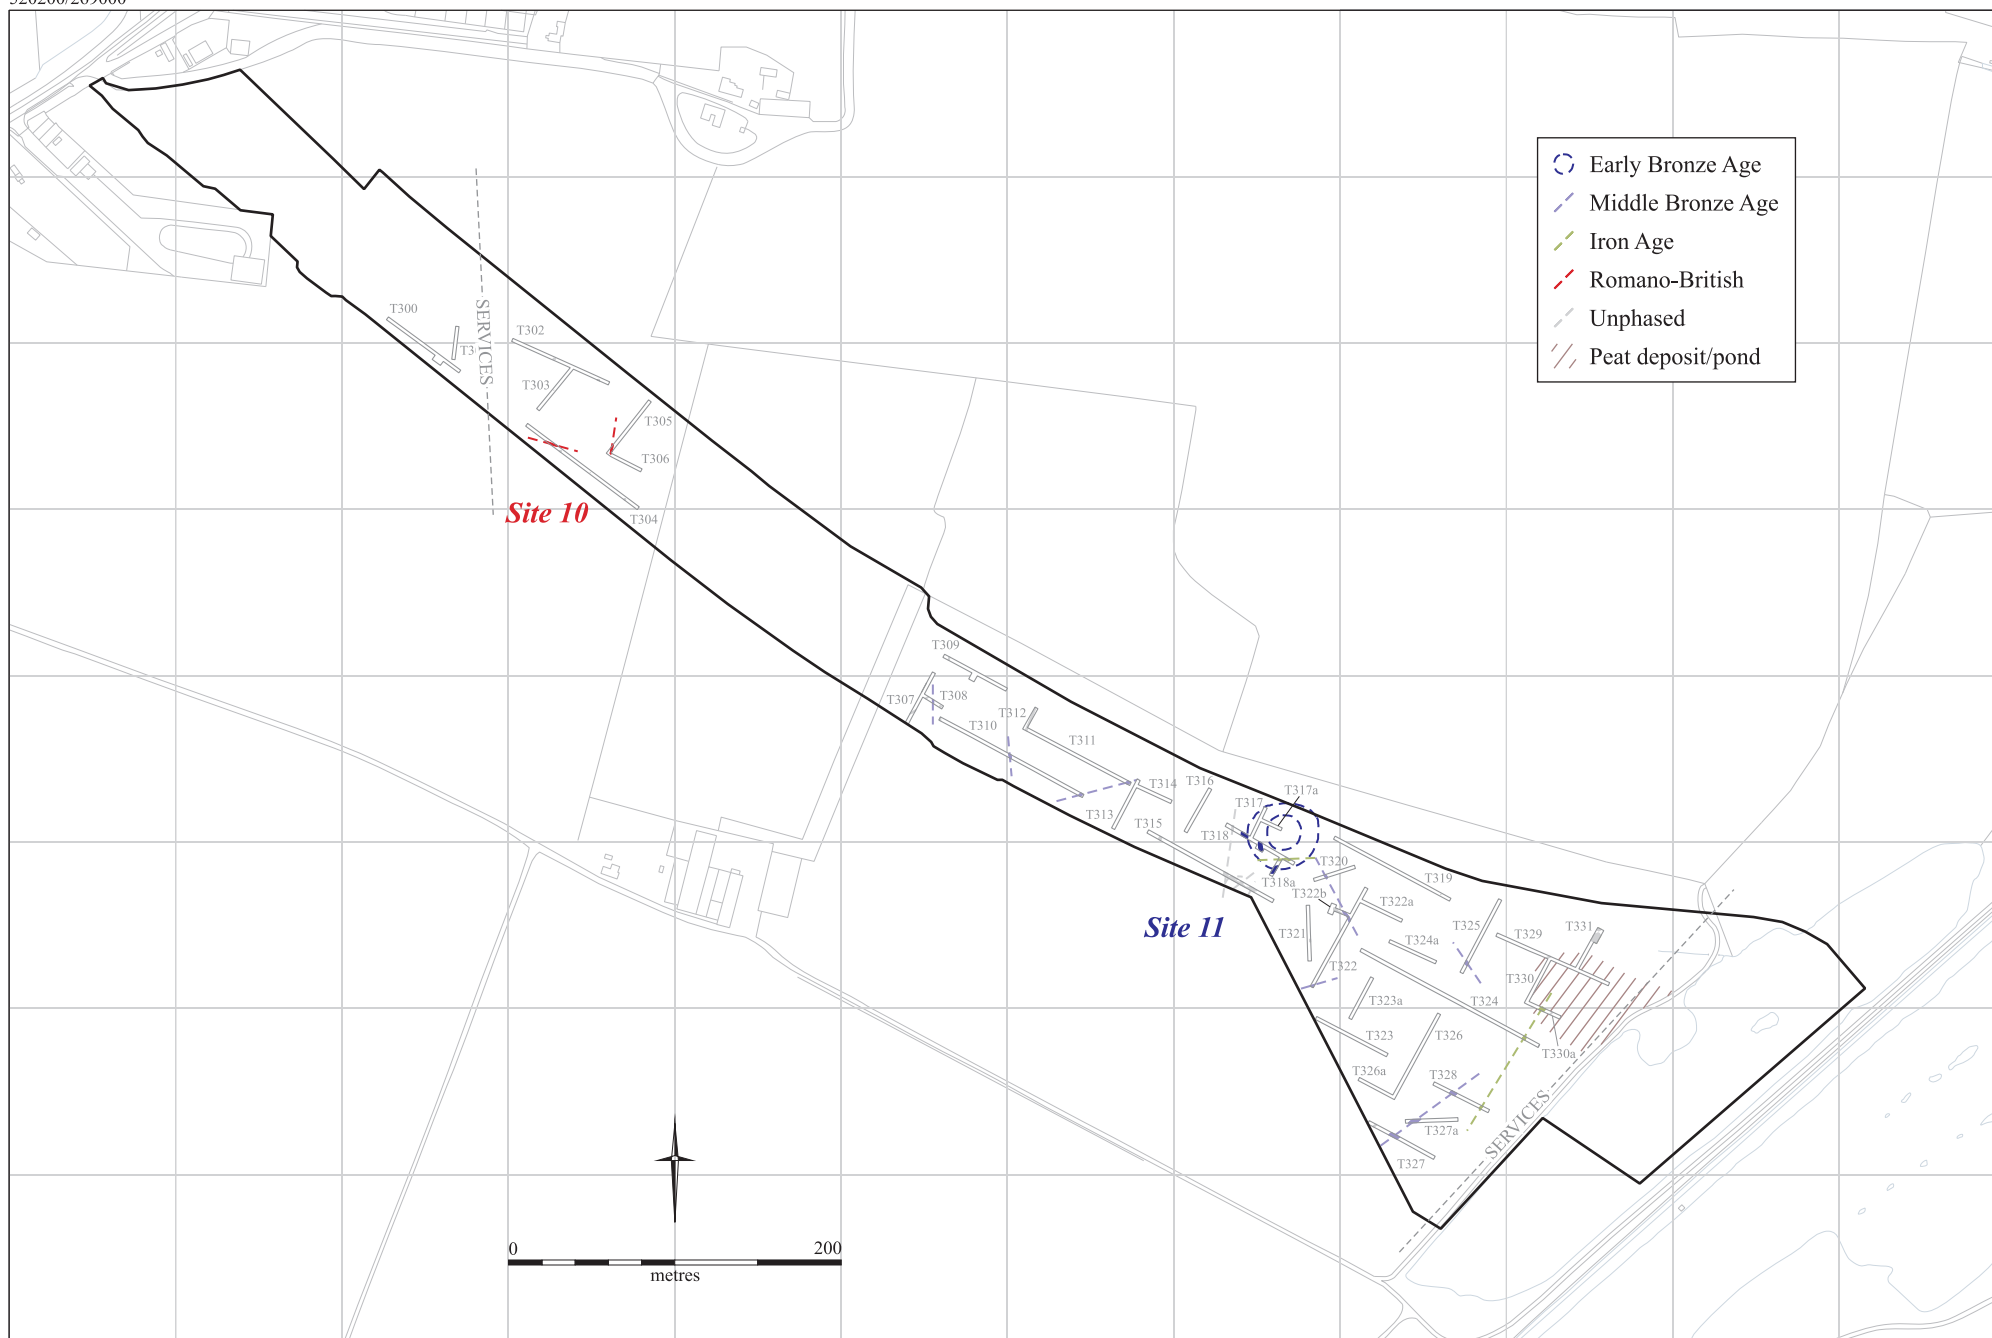 Early Bronze Age
Middle Bronze Age
Iron Age
Romano-British
Unphased
Peat deposit/pond
T300
SERVICES
T302
T303
T305
T306
T304
Site 10
T309
T307
T308
T310
T312
T311
T313
T314
T315
T316
T317
T317a
T318
T318a
T320
T319
T322b
T322a
T321
T322
T324a
T325
T329
T331
T330
T323a
T324
T323
T326
T330a
T326a
T328
T327a
T327
Site 11
SERVICES
0 200
metres